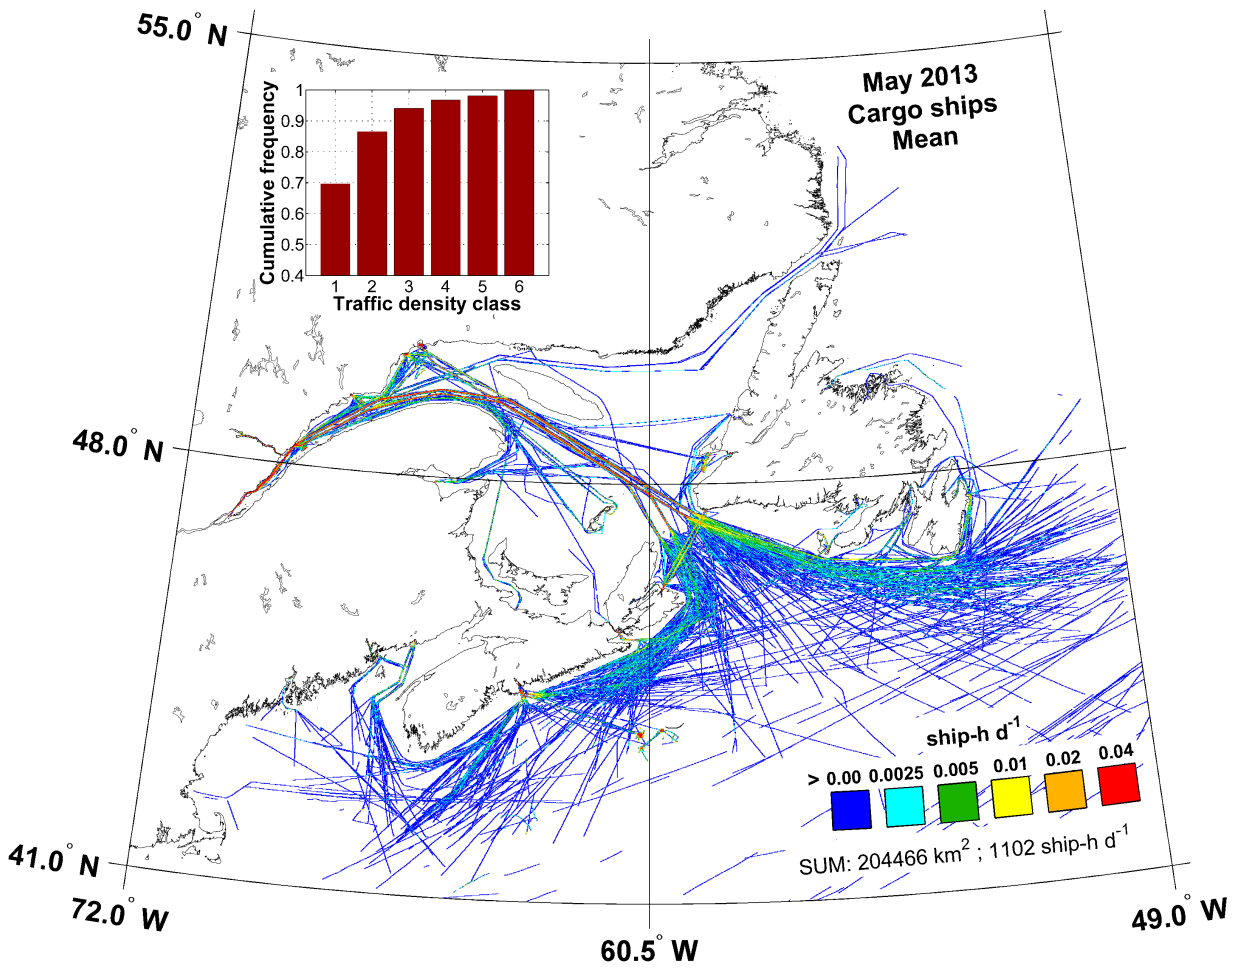 55.0° N
May 2013
Cargo ships
Mean
Cumulative frequency
1
0.9
0.8
0.7
0.6
0.5
0.4
1 2 3 4 5 6
Traffic density class
48.0° N
ship-h d⁻¹
> 0.00 0.0025 0.005 0.01 0.02 0.04
SUM: 204466 km² ; 1102 ship-h d⁻¹
41.0° N
72.0° W
60.5° W
49.0° W